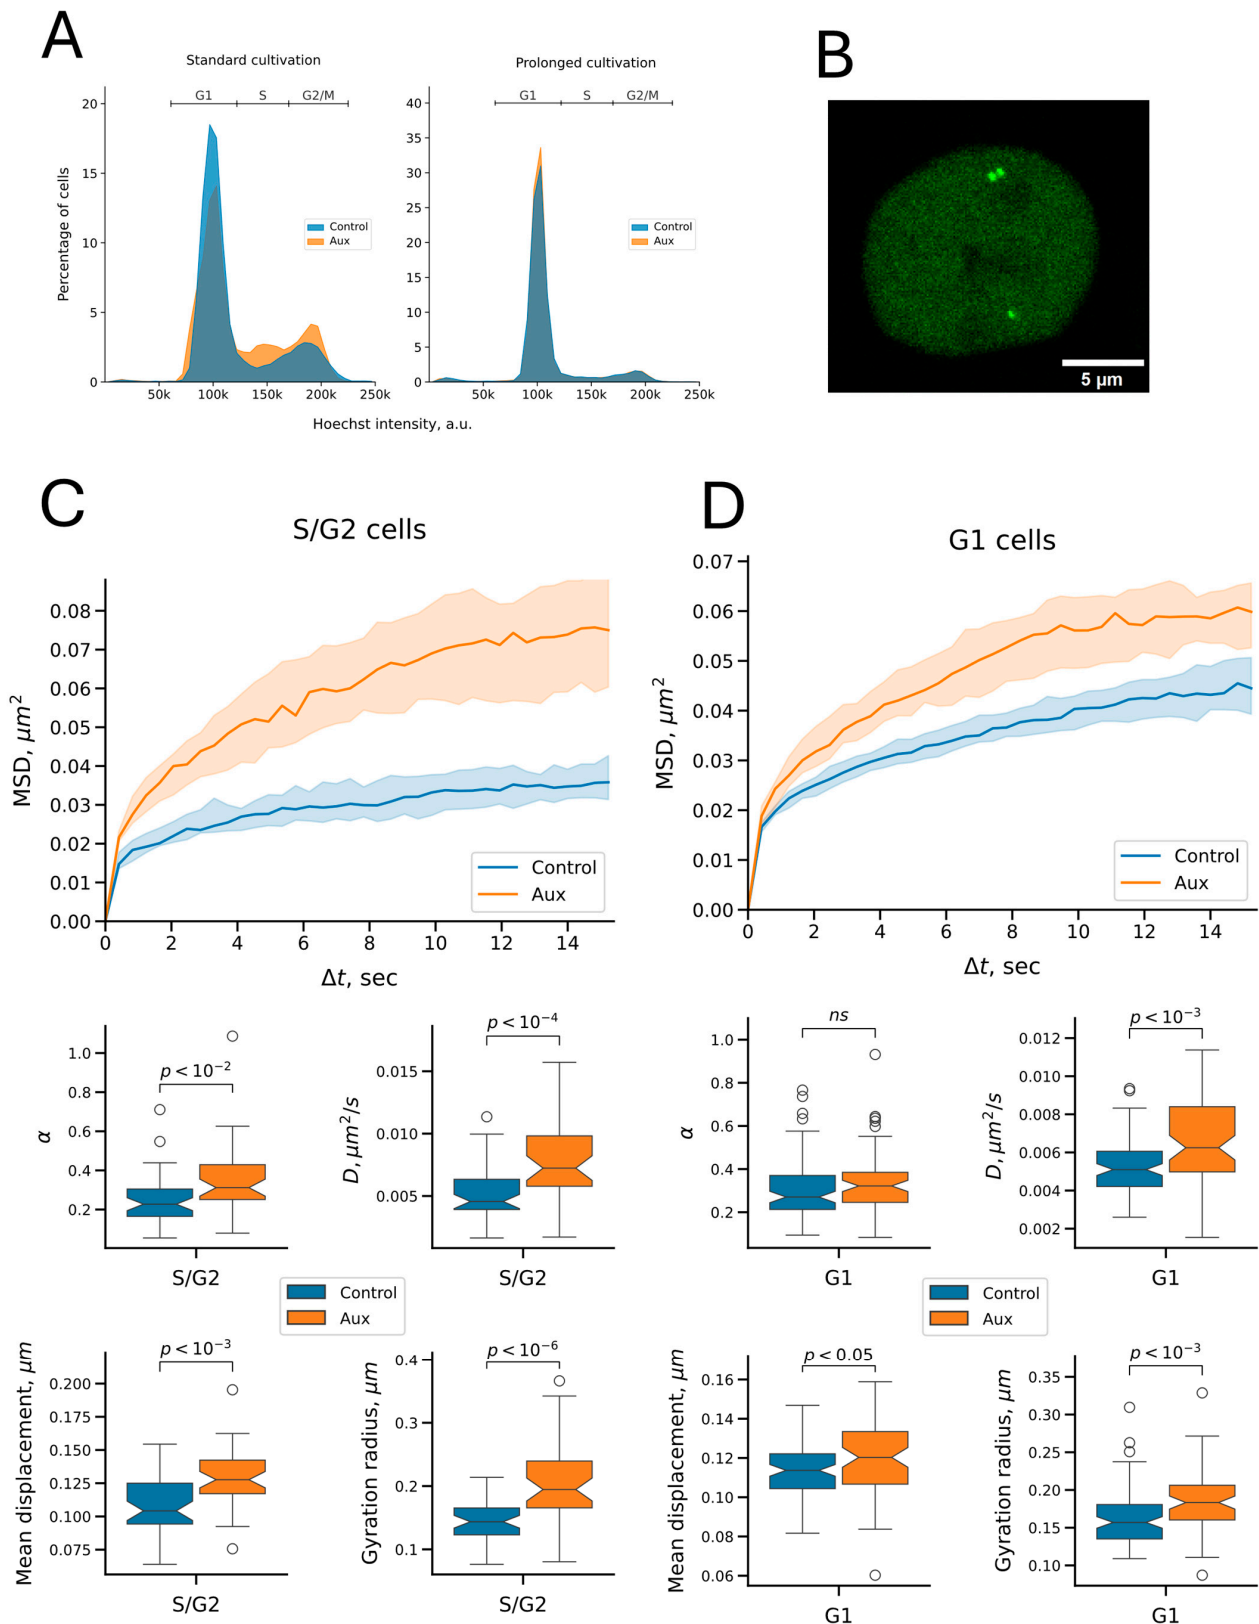 A
Standard cultivation
Prolonged cultivation
B
G1 S G2/M
G1 S G2/M
20
15
10
5
0
Percentage of cells
Control
Aux
50k 100k 150k 200k 250k
40
35
30
25
20
15
10
5
0
Control
Aux
50k 100k 150k 200k 250k
Hoechst intensity, a.u.
5 μm
C
S/G2 cells
0.08
0.07
0.06
0.05
0.04
0.03
0.02
0.01
0.00
MSD, μm²
Control
Aux
0 2 4 6 8 10 12 14
Δt, sec
D
G1 cells
0.07
0.06
0.05
0.04
0.03
0.02
0.01
0.00
MSD, μm²
Control
Aux
0 2 4 6 8 10 12 14
Δt, sec
p < 10⁻²
1.0
0.8
0.6
0.4
0.2
α
S/G2
p < 10⁻⁴
0.015
0.010
0.005
D, μm²/s
S/G2
ns
1.0
0.8
0.6
0.4
0.2
α
G1
p < 10⁻³
0.012
0.010
0.008
0.006
0.004
0.002
D, μm²/s
G1
Control
Aux
Control
Aux
p < 10⁻³
0.200
0.175
0.150
0.125
0.100
0.075
Mean displacement, μm
S/G2
p < 10⁻⁶
0.4
0.3
0.2
0.1
Gyration radius, μm
S/G2
p < 0.05
0.16
0.14
0.12
0.10
0.08
0.06
Mean displacement, μm
G1
p < 10⁻³
0.35
0.30
0.25
0.20
0.15
0.10
Gyration radius, μm
G1